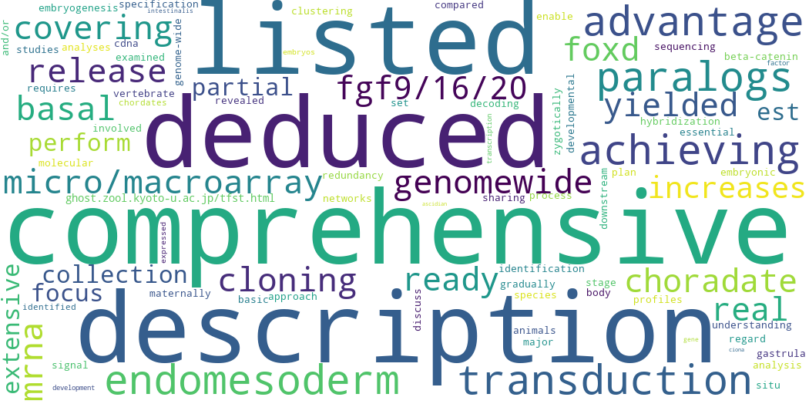 embryogenesis specification clustering compared enable
and/or covering listed advantage
studies analyses cdna genome-wide examined foxd sequencing beta-catenin factor
intestinalis embryos
release partial fgf9/16/20 paralogs
requires vertebrate revealed set decoding
basal chordates deduced transcription zygotically developmental yielded est
involved hybridization
perform essential
molecular achieving embryonic
micro/macroarray redundancy genomewide plan increases
ghost.zool.kyoto-u.ac.jp/tfst.html networks sharing process downstream
ascidian
comprehensive
expressed
extensive collection cloning ready identification stage choradate
focus maternally basic approach gradually body profiles
identified discuss species real
mrna description animals understanding
major gene regard
cione gastrula
signal analysis
development endomesoderm transduction situ